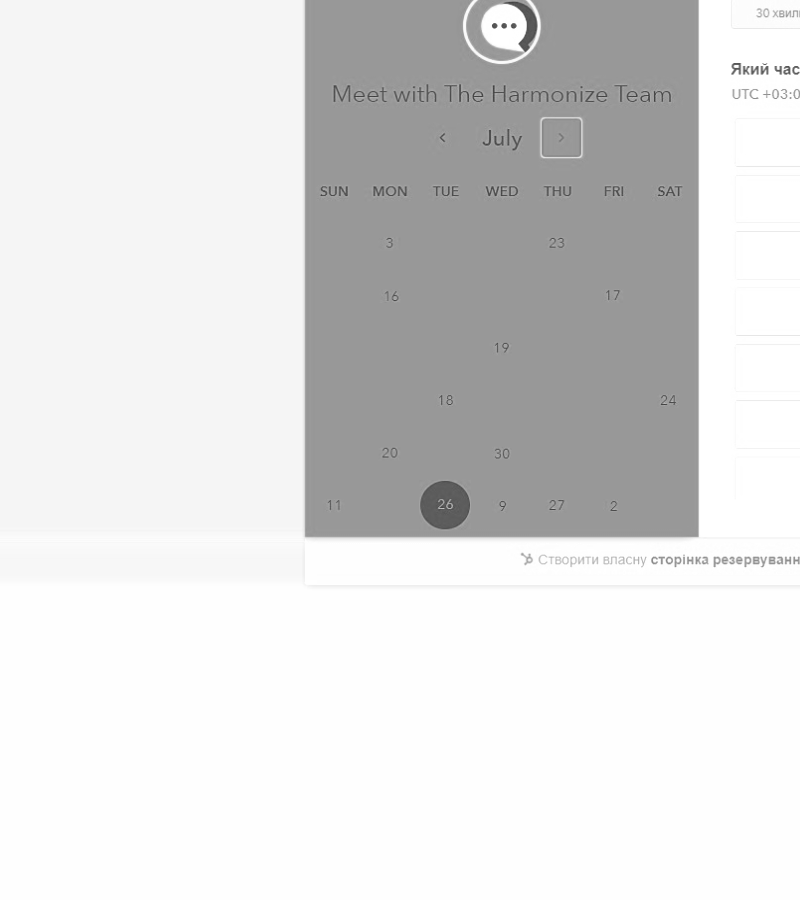 30 хвил
Який час
UTC +03:0
Meet with The Harmonize Team
July
SUN MON TUE WED THU FRI SAT
3 23
16 17
19
18 24
20 30
11 26 9 27 2
Створити власну сторінка резервуванн